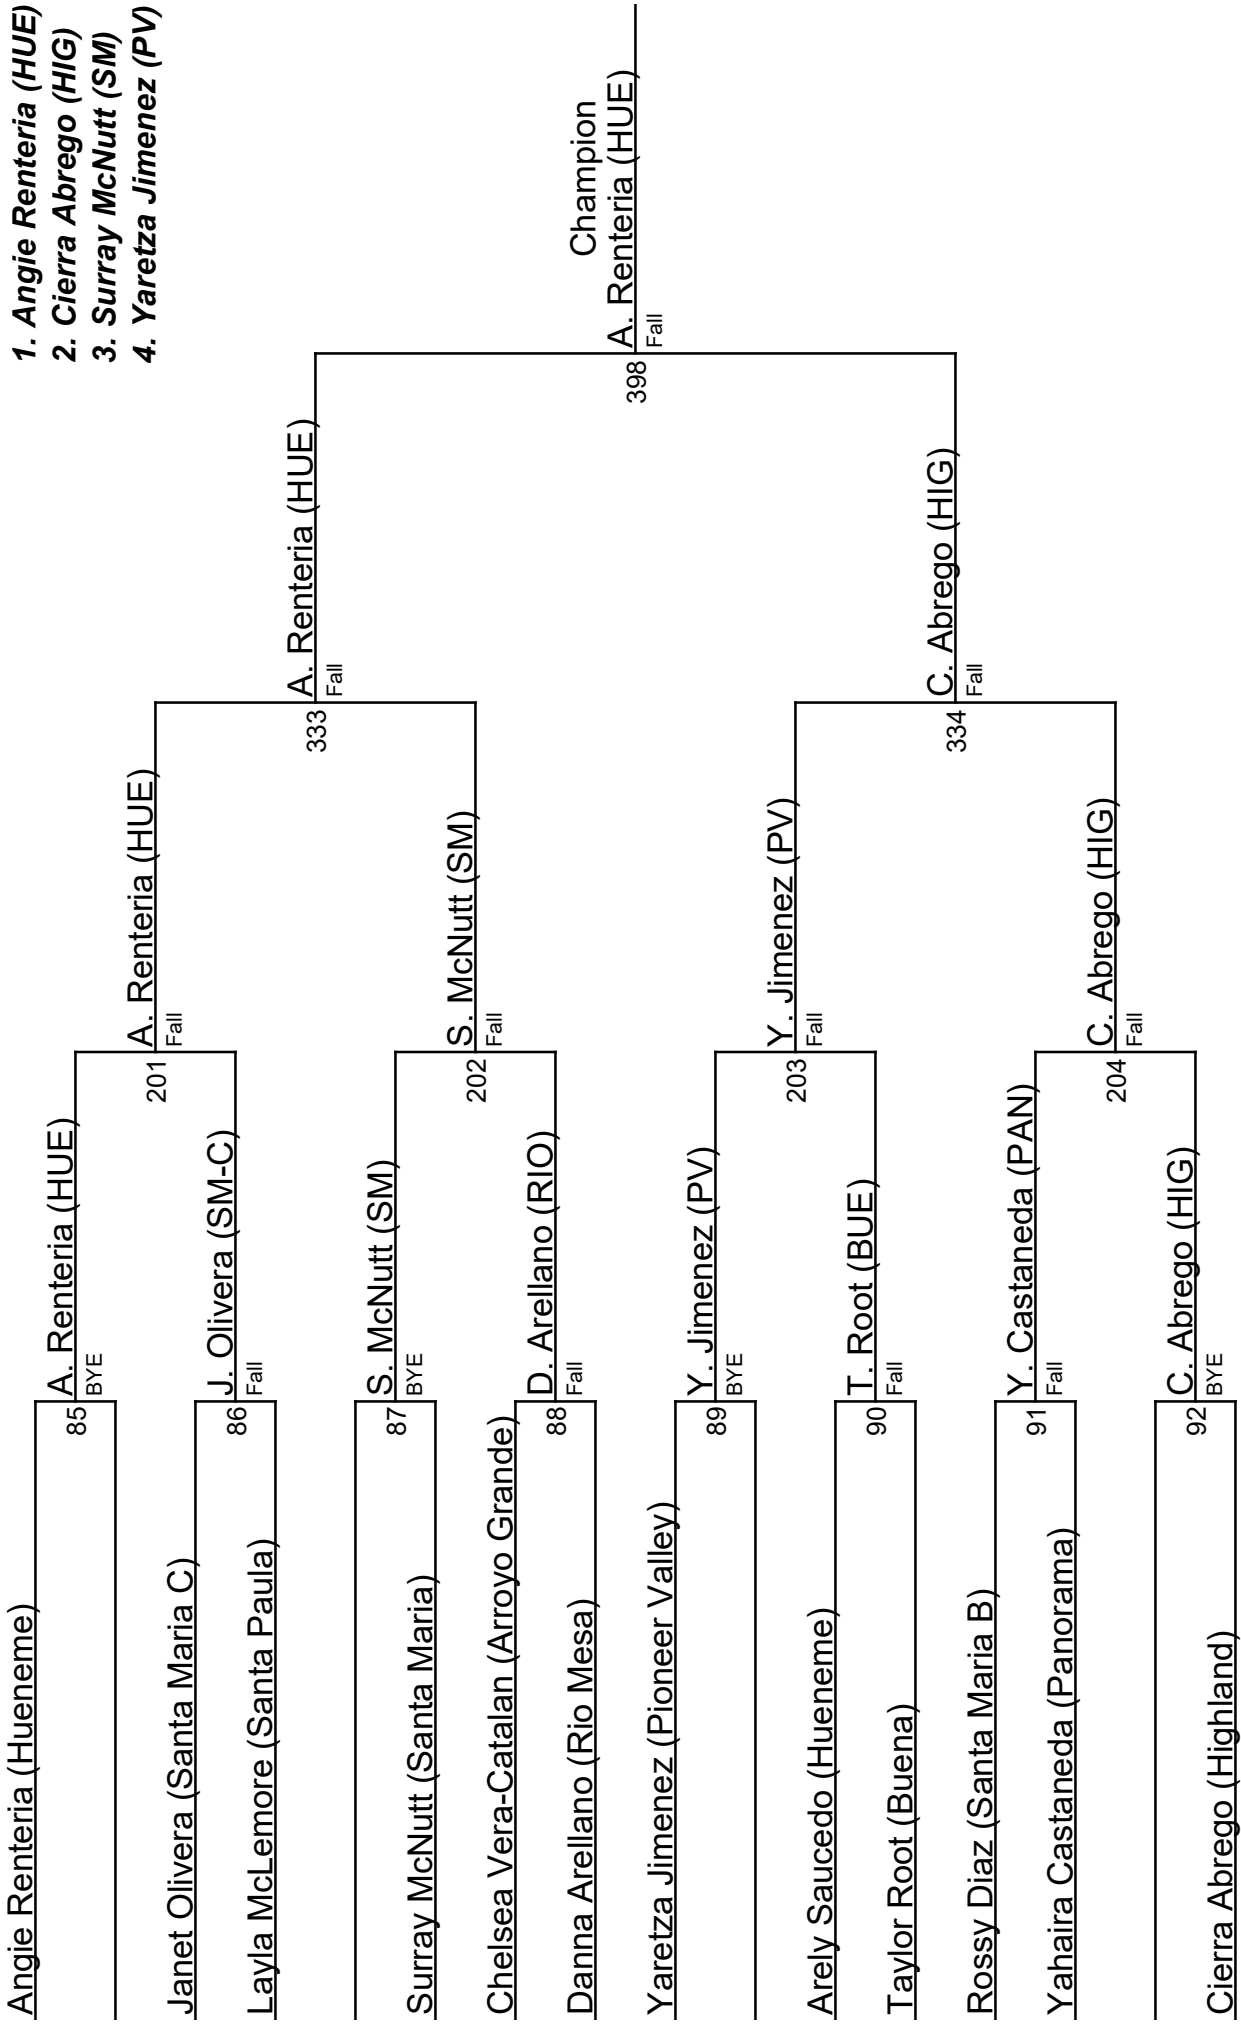 1. Angie Renteria (HUE)
2. Cierra Abrego (HIG)
3. Surray McNutt (SM)
4. Yaretza Jimenez (PV)
Angie Renteria (Hueneme)
Janet Olivera (Santa Maria C)
Layla McLemore (Santa Paula)
Surray McNutt (Santa Maria)
Chelsea Vera-Catalan (Arroyo Grande)
Danna Arellano (Rio Mesa)
Yaretza Jimenez (Pioneer Valley)
Arely Saucedo (Hueneme)
Taylor Root (Buena)
Rossy Diaz (Santa Maria B)
Yahaira Castaneda (Panorama)
Cierra Abrego (Highland)
85
A. Renteria (HUE)
BYE
86
J. Olivera (SM-C)
Fall
87
S. McNutt (SM)
BYE
88
D. Arellano (RIO)
Fall
89
Y. Jimenez (PV)
BYE
90
T. Root (BUE)
Fall
91
Y. Castaneda (PAN)
Fall
92
C. Abrego (HIG)
BYE
201
A. Renteria (HUE)
Fall
202
S. McNutt (SM)
Fall
203
Y. Jimenez (PV)
Fall
204
C. Abrego (HIG)
Fall
333
A. Renteria (HUE)
Fall
334
C. Abrego (HIG)
Fall
398
Champion
A. Renteria (HUE)
Fall